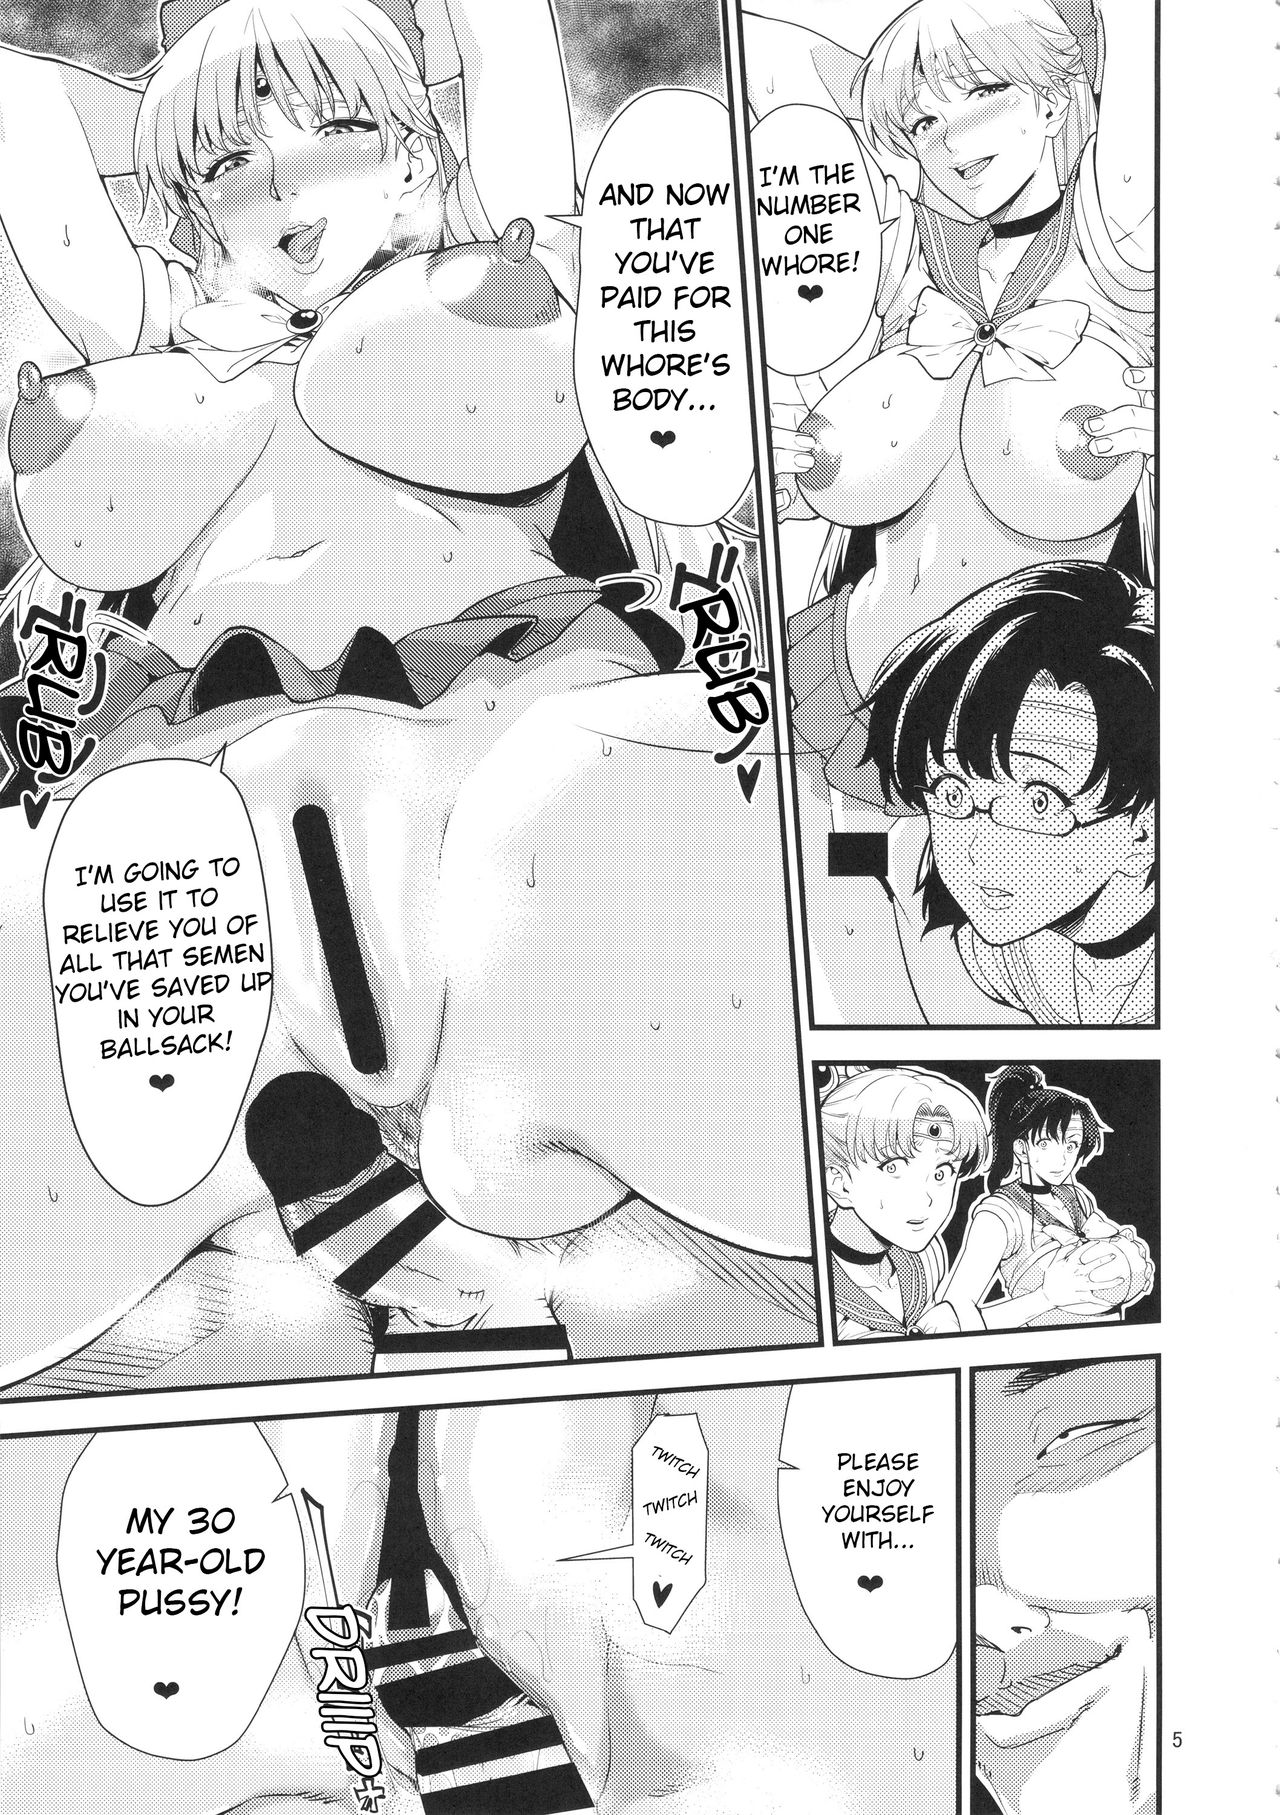 I'M THE
NUMBER
ONE
WHORE!
AND NOW
THAT
YOU'VE
PAID FOR
THIS
WHORE'S
BODY...
RUB
RUB
I'M GOING TO
USE IT TO
RELIEVE YOU OF
ALL THAT SEMEN
YOU'VE SAVED UP
IN YOUR
BALLSACK!
PLEASE
ENJOY
YOURSELF
WITH...
TWITCH
TWITCH
TWITCH
MY 30
YEAR-OLD
PUSSY!
DRIIIP
5